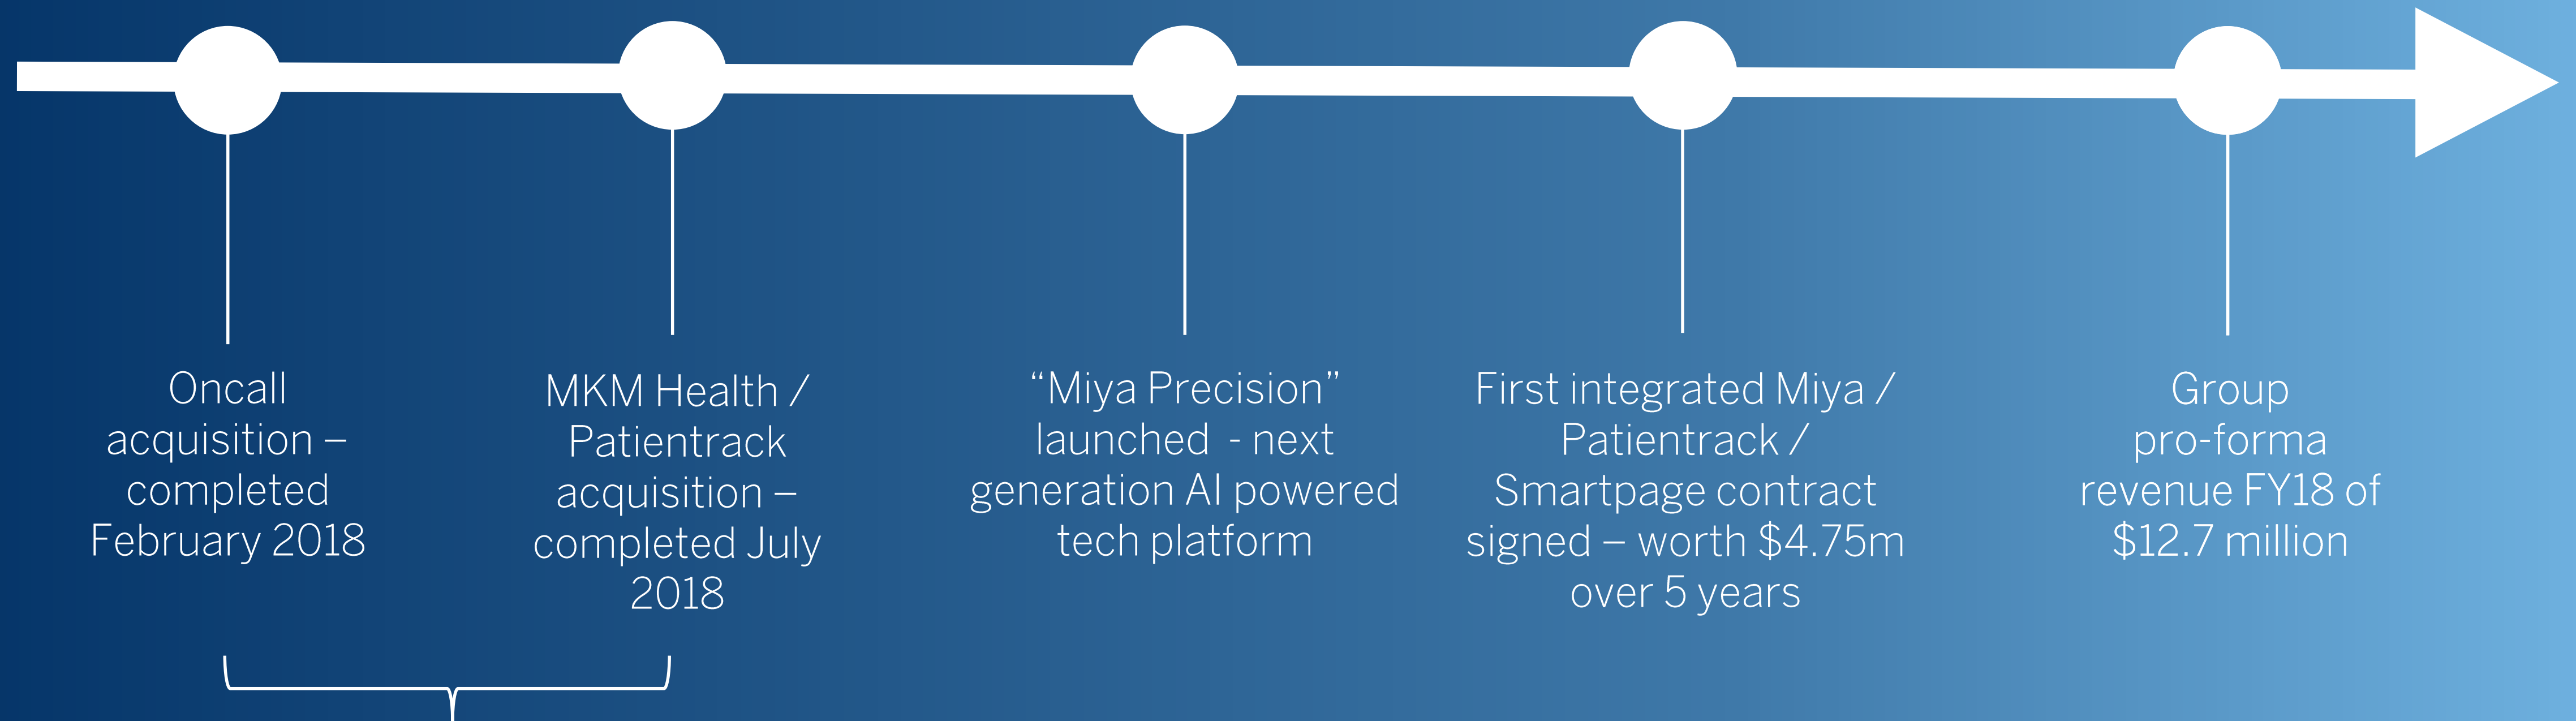 Oncall
acquisition –
completed
February 2018
MKM Health /
Patientrack
acquisition –
completed July
2018
“Miya Precision”
launched  - next
generation AI powered
tech platform
First integrated Miya /
Patientrack /
Smartpage contract
signed – worth $4.75m
over 5 years
Group
pro-forma
revenue FY18 of
$12.7 million